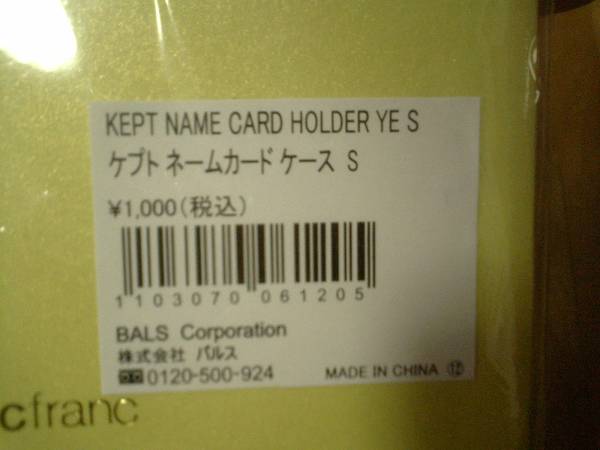 KEPT NAME CARD HOLDER YE S
ケプト ネームカード ケース S
¥1,000(税込)
1103070 061205
BALS Corporation
株式会社 バルス
0120-500-924 MADE IN CHINA ⑫
cfranc